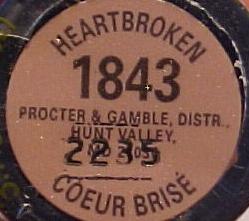 HEARTBROKEN
1843
PROCTER & GAMBLE, DISTR.,
HUNT VALLEY,
2235
COEUR BRISÉ